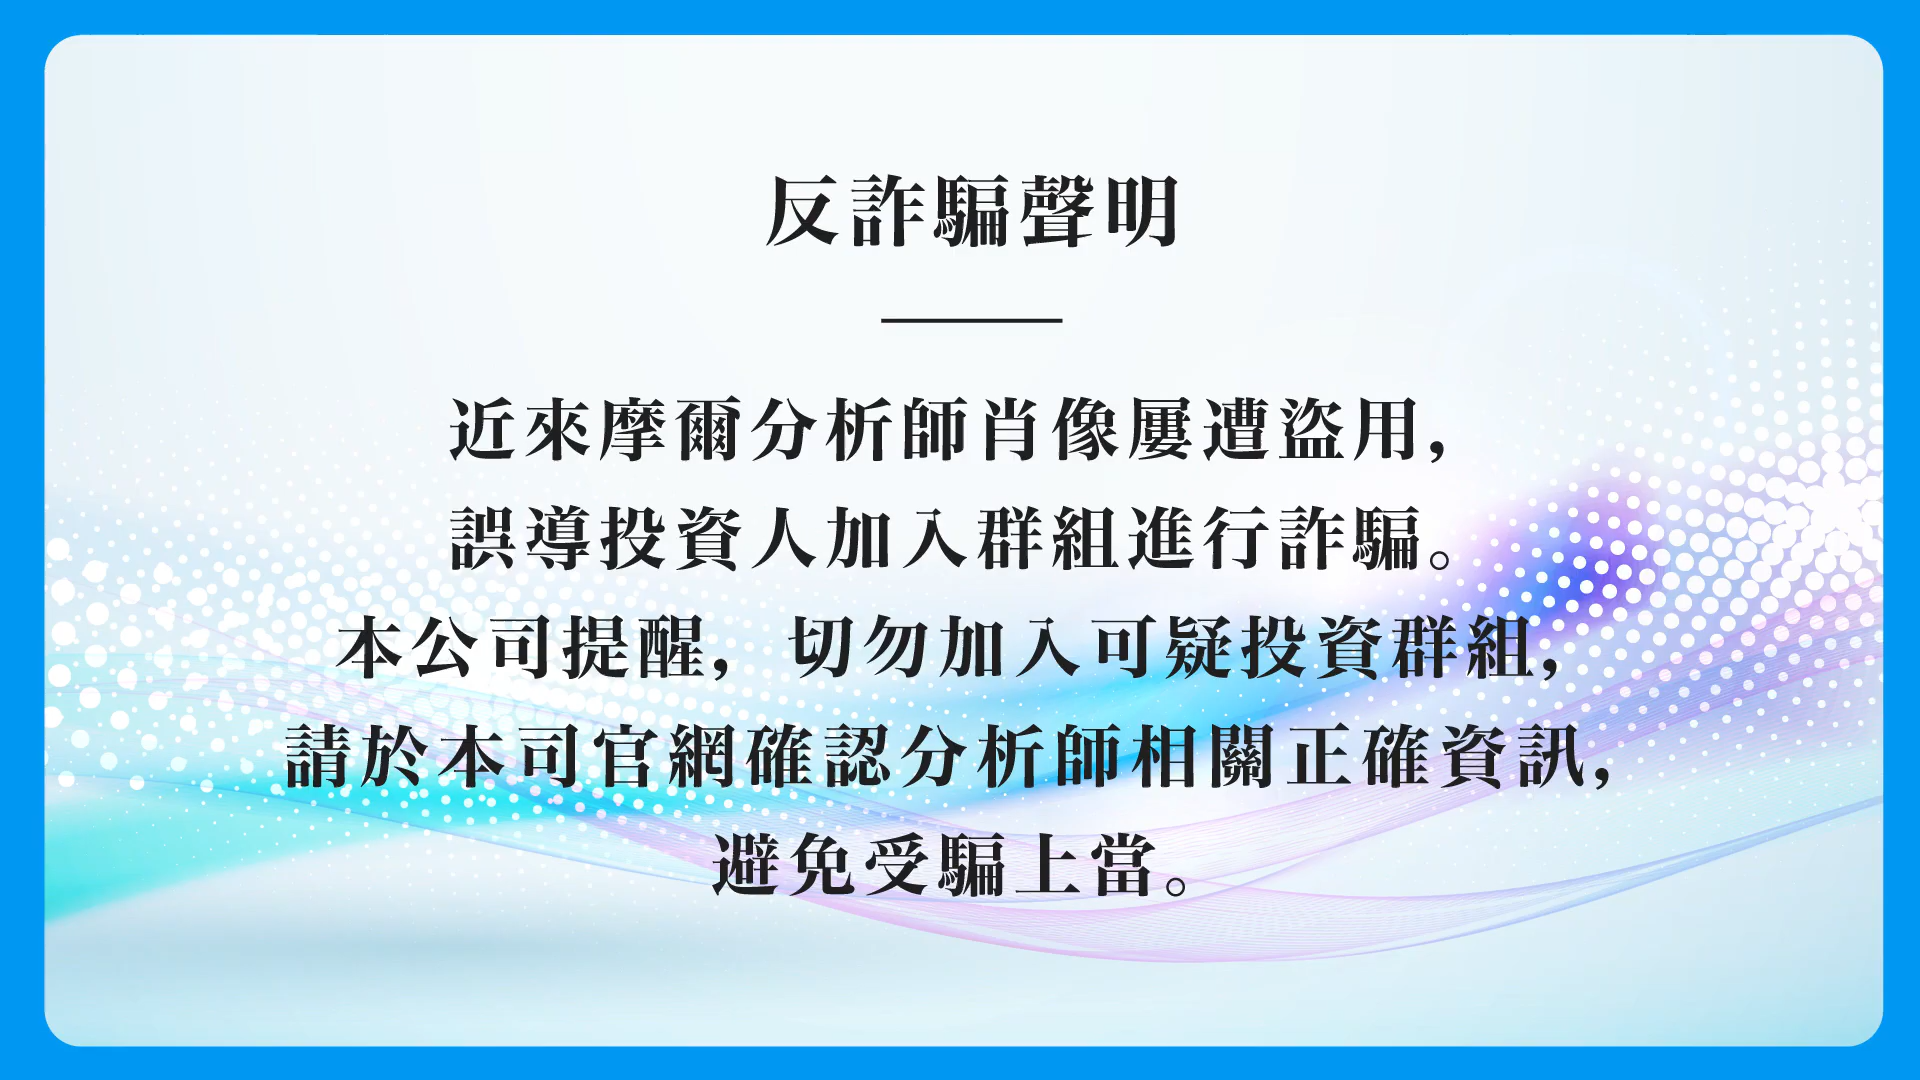 反詐騙聲明
近來摩爾分析師肖像屢遭盜用，
誤導投資人加入群組進行詐騙。
本公司提醒，切勿加入可疑投資群組，
請於本司官網確認分析師相關正確資訊，
避免受騙上當。